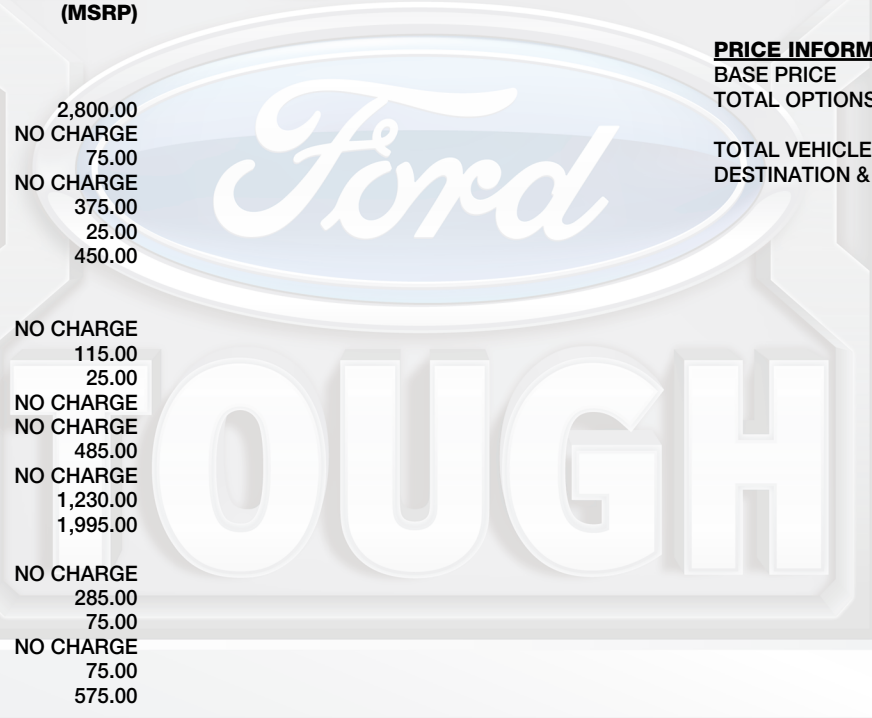 (MSRP)
2,800.00
NO CHARGE
75.00
NO CHARGE
375.00
25.00
450.00
NO CHARGE
115.00
25.00
NO CHARGE
NO CHARGE
485.00
NO CHARGE
1,230.00
1,995.00
NO CHARGE
285.00
75.00
NO CHARGE
75.00
575.00
PRICE INFORM
BASE PRICE
TOTAL OPTIONS
TOTAL VEHICLE
DESTINATION &
Ford
TOUGH